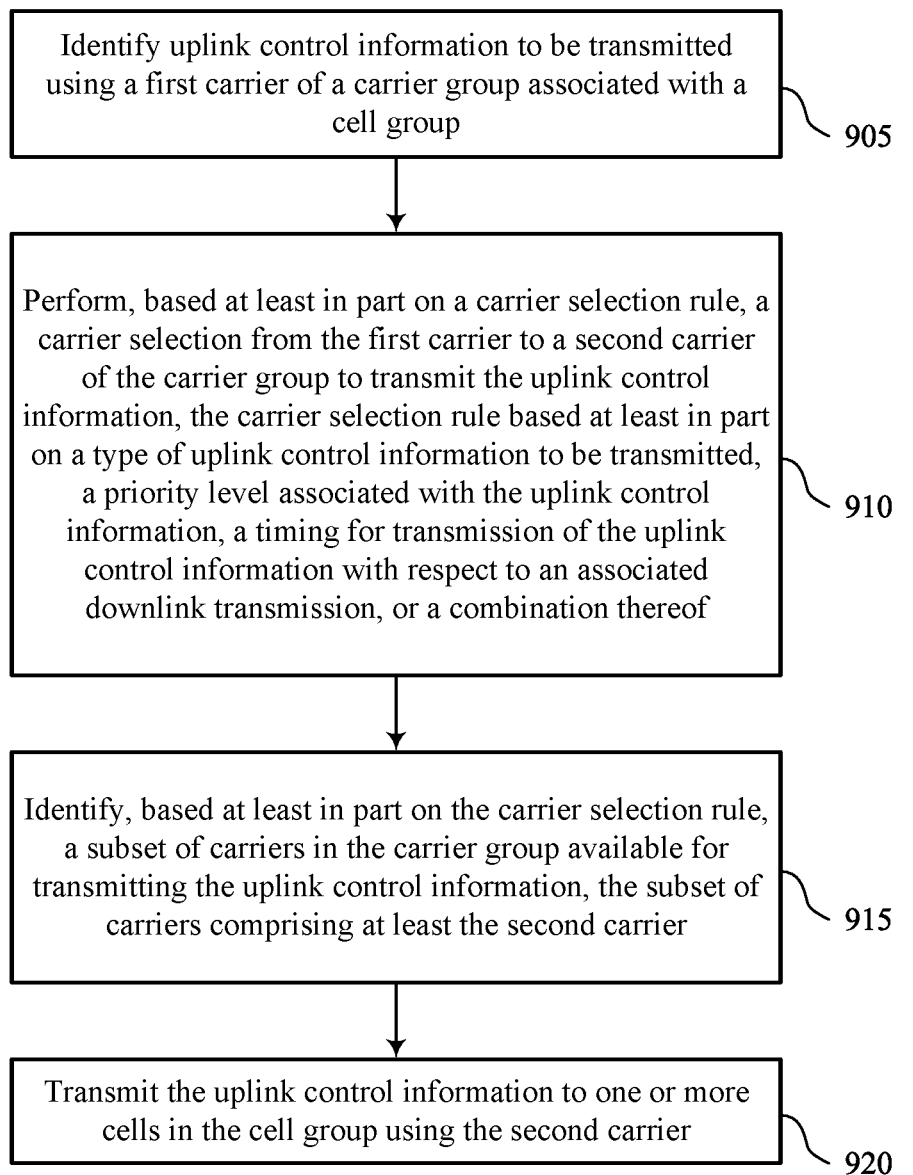 Identify uplink control information to be transmitted
using a first carrier of a carrier group associated with a
cell group
905
Perform, based at least in part on a carrier selection rule, a
carrier selection from the first carrier to a second carrier
of the carrier group to transmit the uplink control
information, the carrier selection rule based at least in part
on a type of uplink control information to be transmitted,
a priority level associated with the uplink control
information, a timing for transmission of the uplink
control information with respect to an associated
downlink transmission, or a combination thereof
910
Identify, based at least in part on the carrier selection rule,
a subset of carriers in the carrier group available for
transmitting the uplink control information, the subset of
carriers comprising at least the second carrier
915
Transmit the uplink control information to one or more
cells in the cell group using the second carrier
920